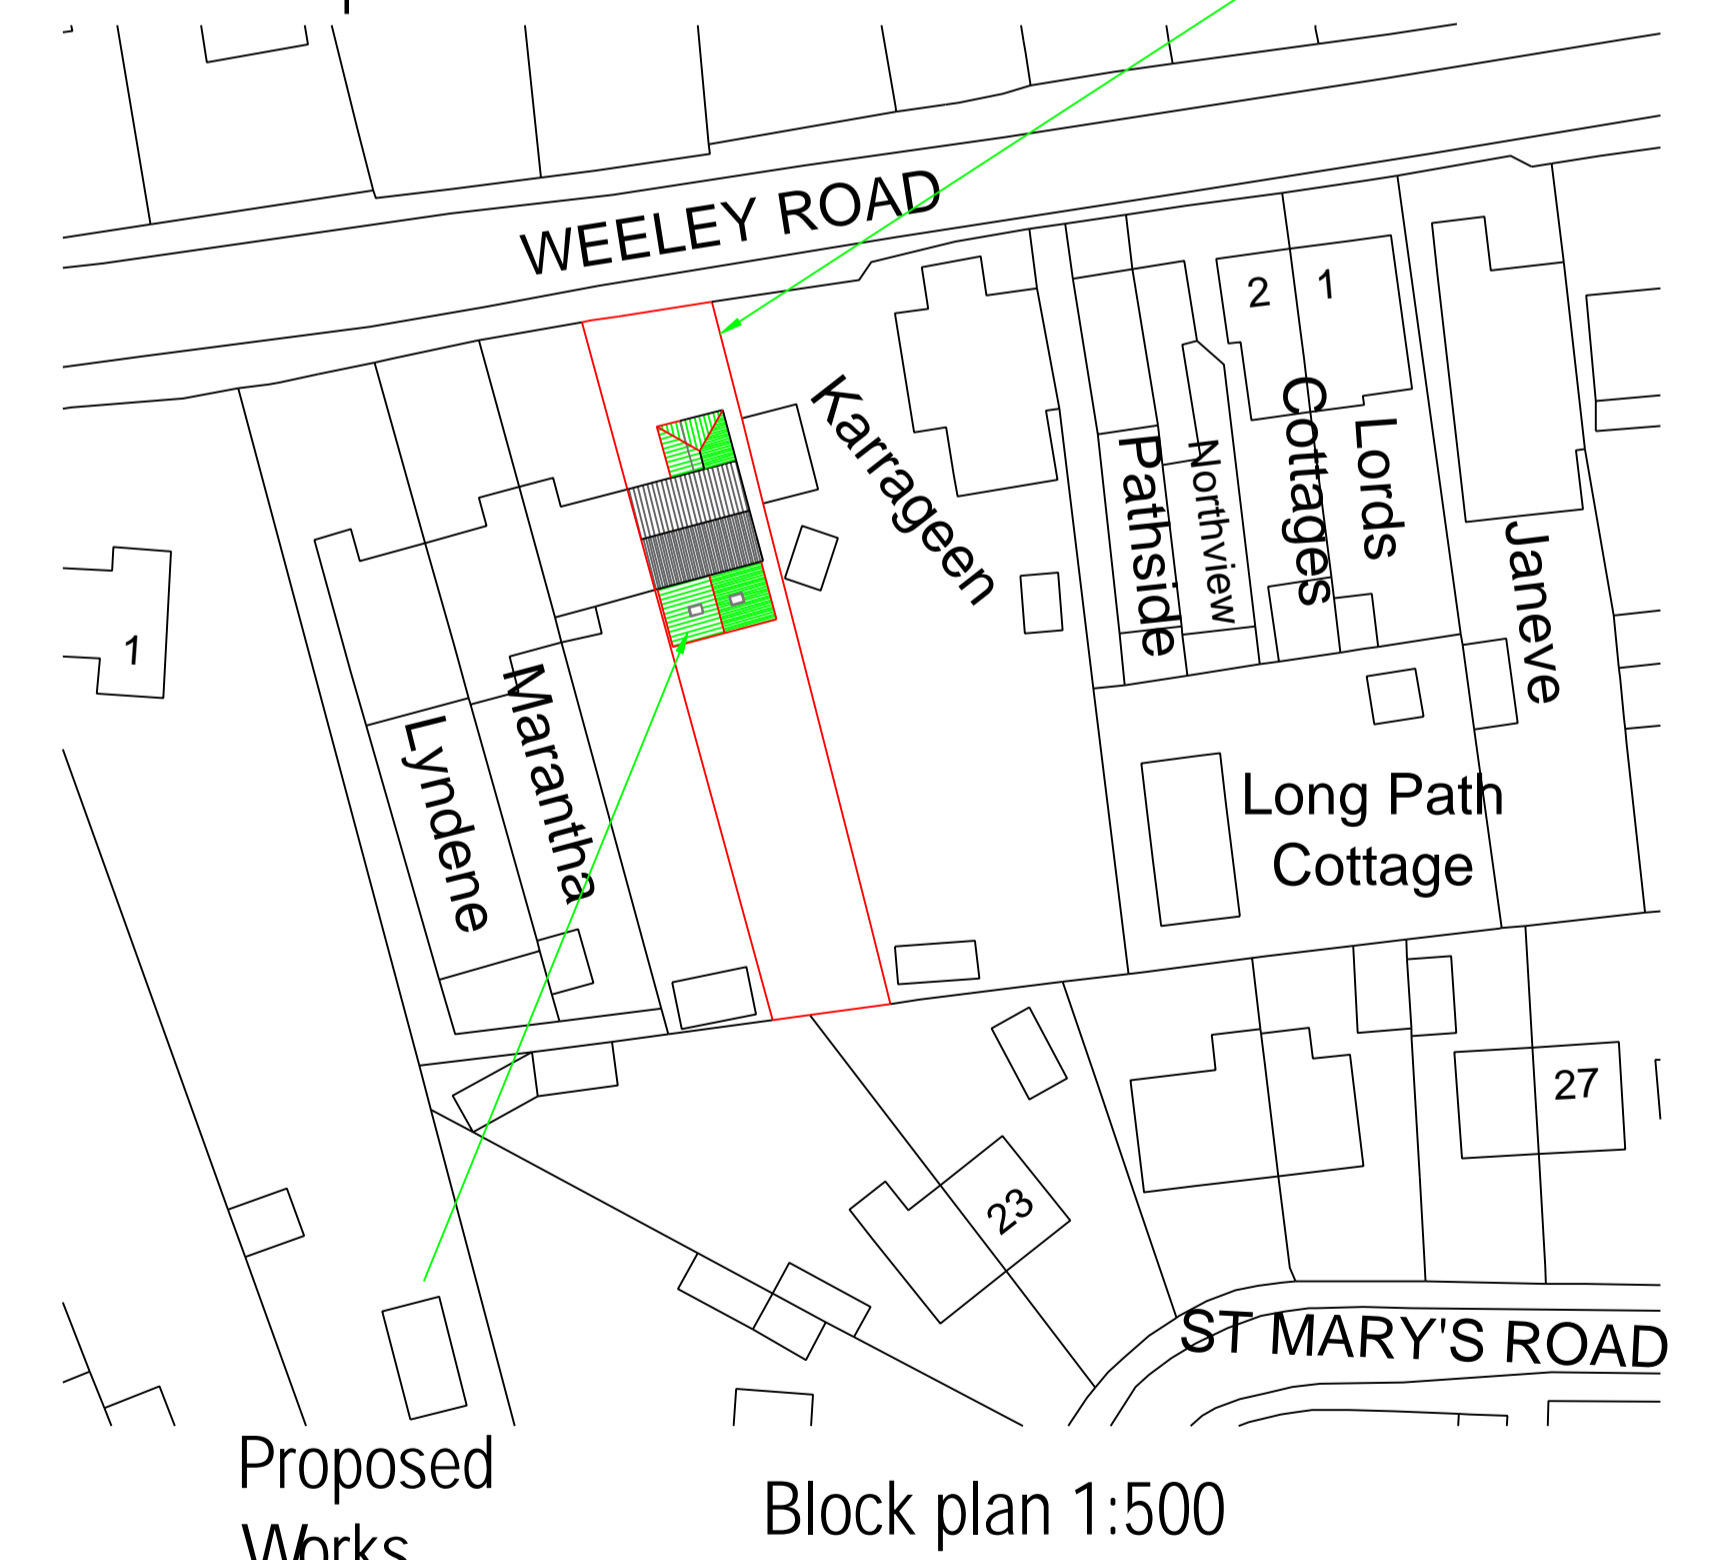 WEELEY ROAD
2
1
Karrageen
Pathside
Northview
Cottages
Lords
Janeve
1
Lyndene
Marantha
Long Path
Cottage
27
23
ST MARY'S ROAD
Proposed
Works
Block plan 1:500